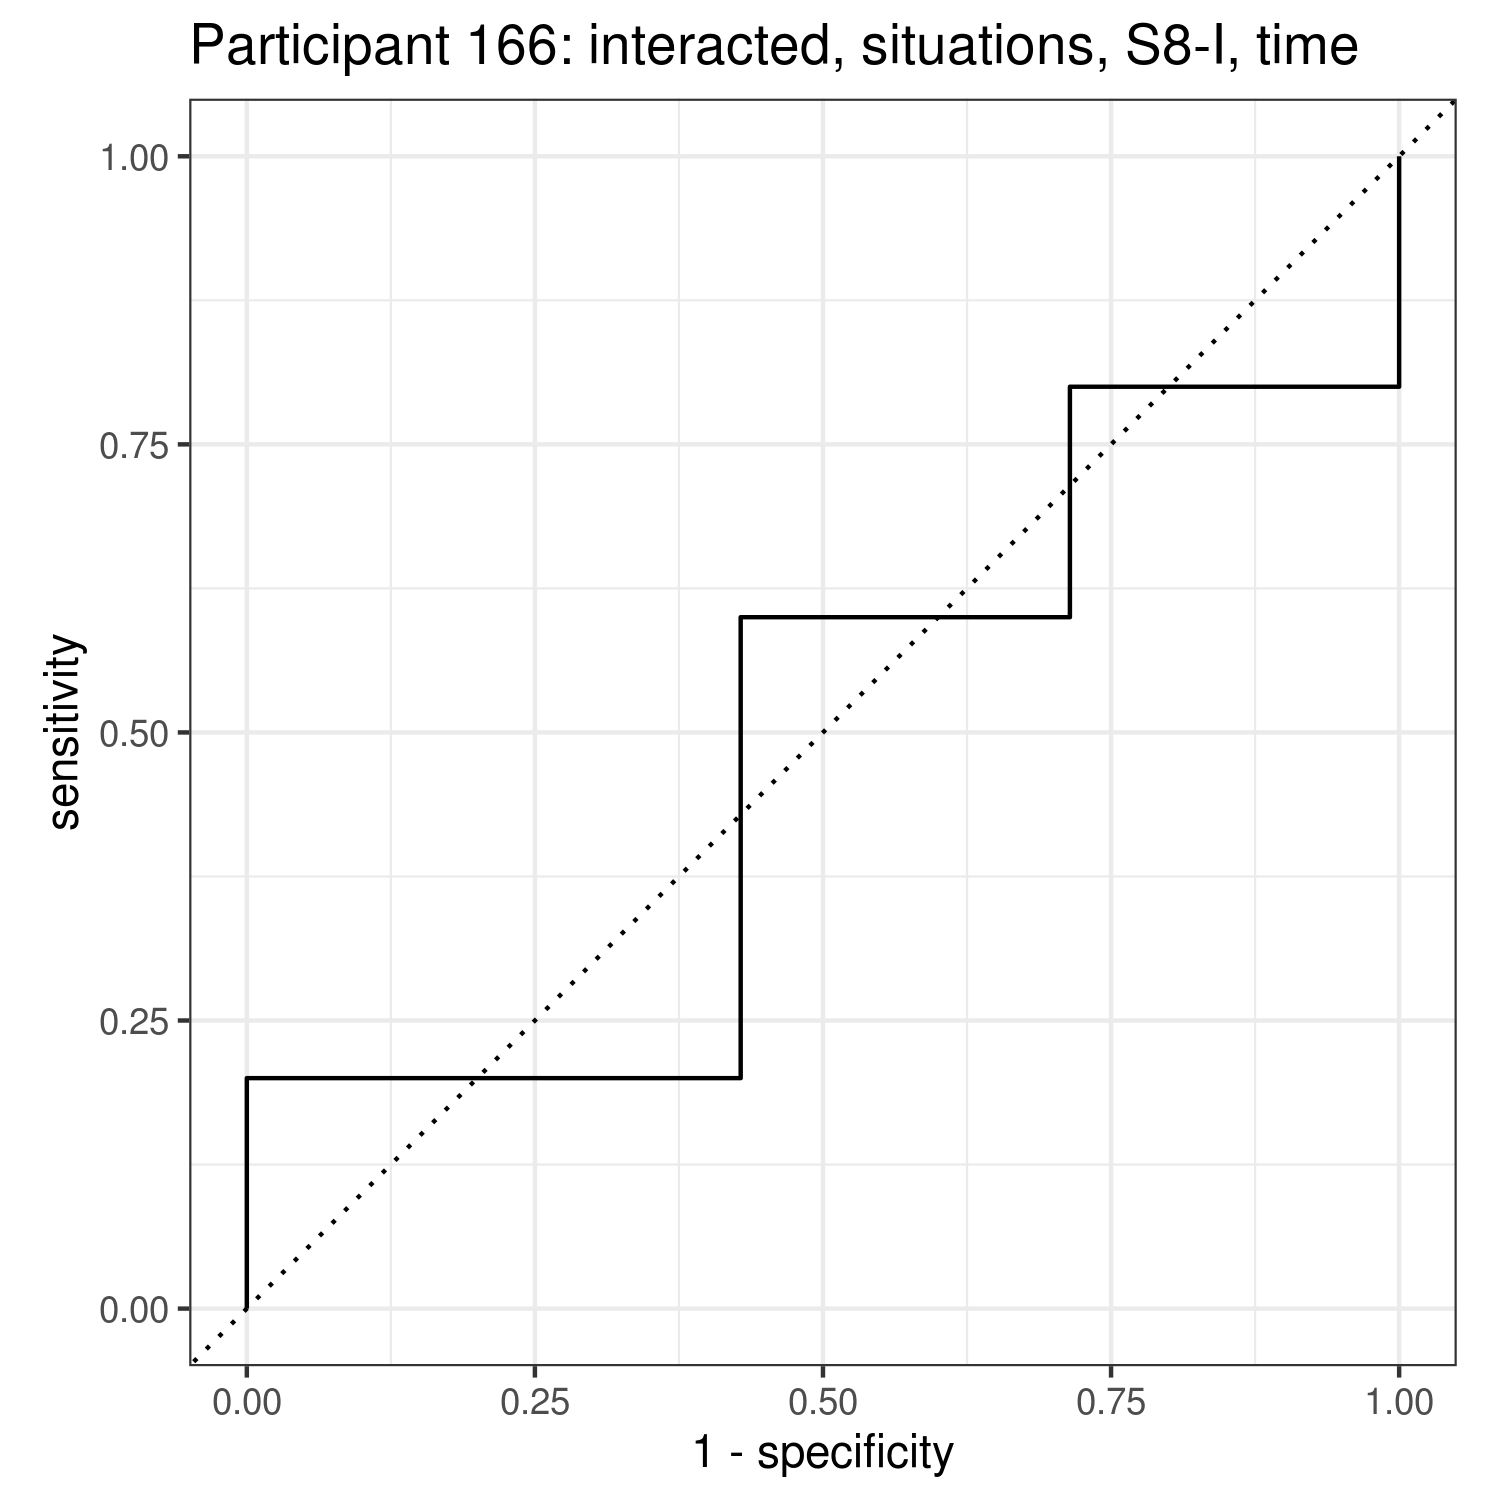 Participant 166: interacted, situations, S8-I, time
sensitivity
1.00
0.75
0.50
0.25
0.00
0.00 0.25 0.50 0.75 1.00
1 - specificity